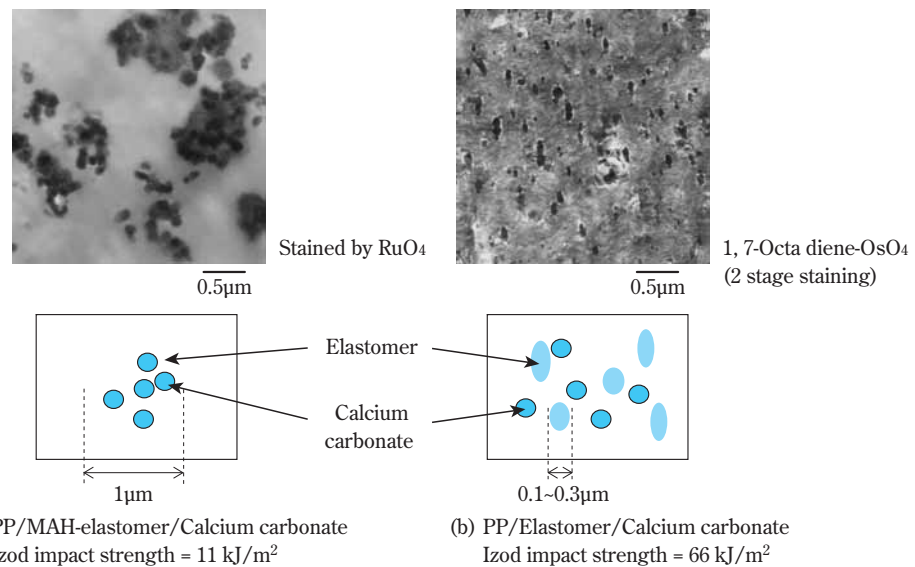 Stained by RuO4
0.5μm
1, 7-Octa diene-OsO4
(2 stage staining)
0.5μm
Elastomer
Calcium
carbonate
1μm
0.1~0.3μm
PP/MAH-elastomer/Calcium carbonate
zod impact strength = 11 kJ/m²
(b) PP/Elastomer/Calcium carbonate
Izod impact strength = 66 kJ/m²